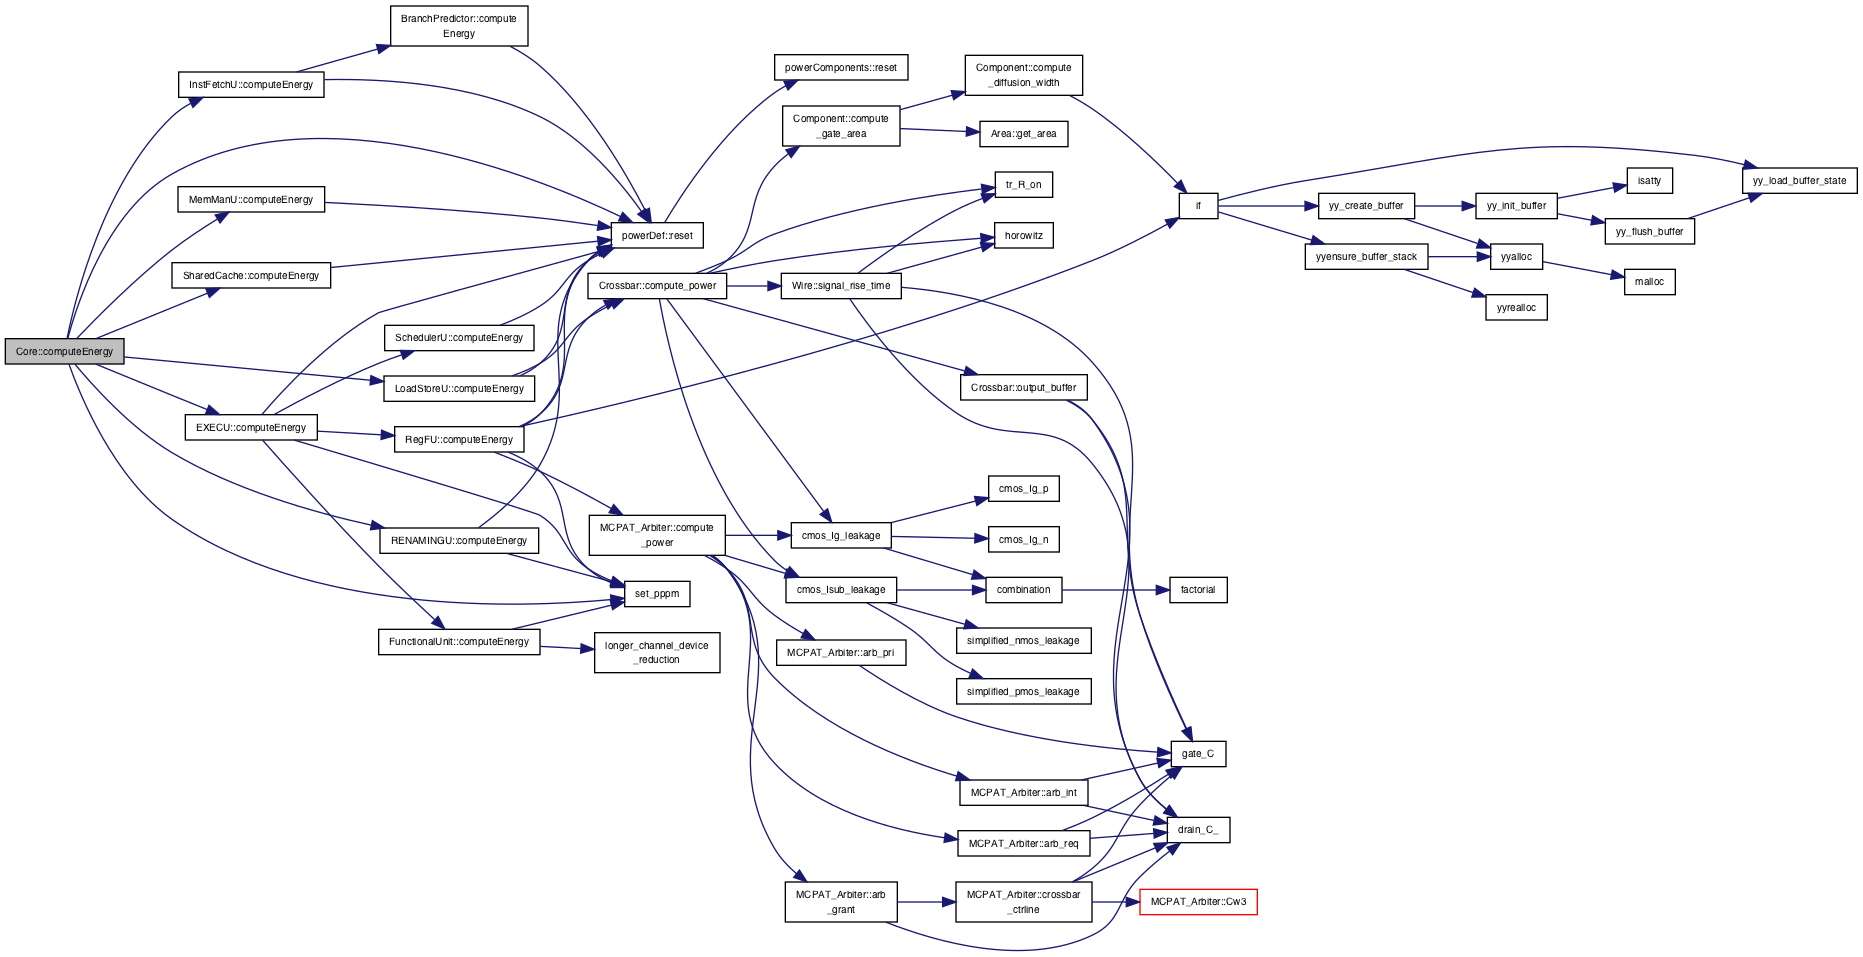 BranchPredictor::compute
Energy
InstFetchU::computeEnergy
powerComponents::reset
Component::compute
_diffusion_width
Component::compute
_gate_area
Area::get_area
tr_R_on
isatty
yy_load_buffer_state
MemManU::computeEnergy
if
yy_create_buffer
yy_init_buffer
powerDef::reset
horowitz
yy_flush_buffer
SharedCache::computeEnergy
Crossbar::compute_power
Wire::signal_rise_time
yyensure_buffer_stack
yyalloc
malloc
yyrealloc
Core::computeEnergy
SchedulerU::computeEnergy
LoadStoreU::computeEnergy
Crossbar::output_buffer
EXECU::computeEnergy
RegFU::computeEnergy
cmos_Ig_p
RENAMINGU::computeEnergy
MCPAT_Arbiter::compute
_power
cmos_Ig_leakage
cmos_Ig_n
set_pppm
cmos_Isub_leakage
combination
factorial
FunctionalUnit::computeEnergy
longer_channel_device
_reduction
MCPAT_Arbiter::arb_pri
simplified_nmos_leakage
simplified_pmos_leakage
gate_C
MCPAT_Arbiter::arb_int
drain_C_
MCPAT_Arbiter::arb_req
MCPAT_Arbiter::arb
_grant
MCPAT_Arbiter::crossbar
_ctrline
MCPAT_Arbiter::Cw3